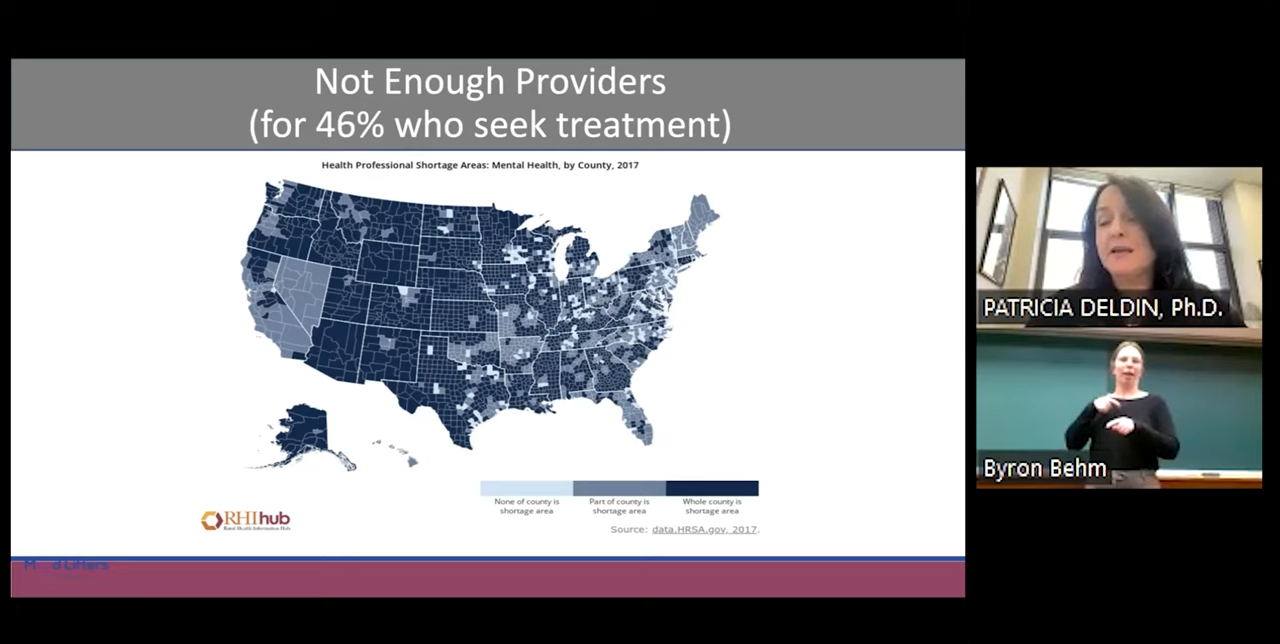 Not Enough Providers
(for 46% who seek treatment)
Health Professional Shortage Areas: Mental Health, by County, 2017
None of county is
shortage area
Part of county is
shortage area
Whole county is
shortage area
RHIhub
Rural Health Information Hub
Source: data.HRSA.gov, 2017.
PATRICIA DELDIN, Ph.D.
Byron Behm